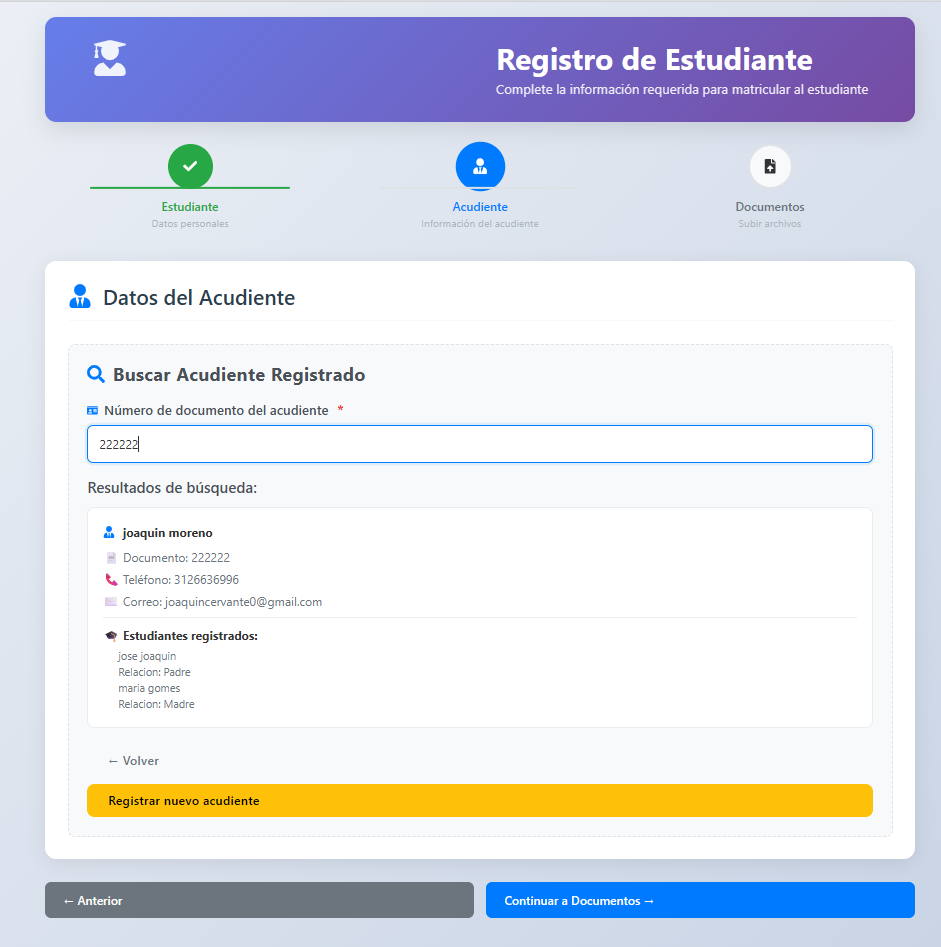 Registro de Estudiante
Complete la información requerida para matricular al estudiante
Estudiante
Datos personales
Acudiente
Información del acudiente
Documentos
Subir archivos
Datos del Acudiente
Buscar Acudiente Registrado
Número de documento del acudiente *
222222
Resultados de búsqueda:
joaquin moreno
Documento: 222222
Teléfono: 3126636996
Correo: joaquincervante0@gmail.com
Estudiantes registrados:
jose joaquin
Relacion: Padre
maria gomes
Relacion: Madre
← Volver
Registrar nuevo acudiente
← Anterior
Continuar a Documentos →